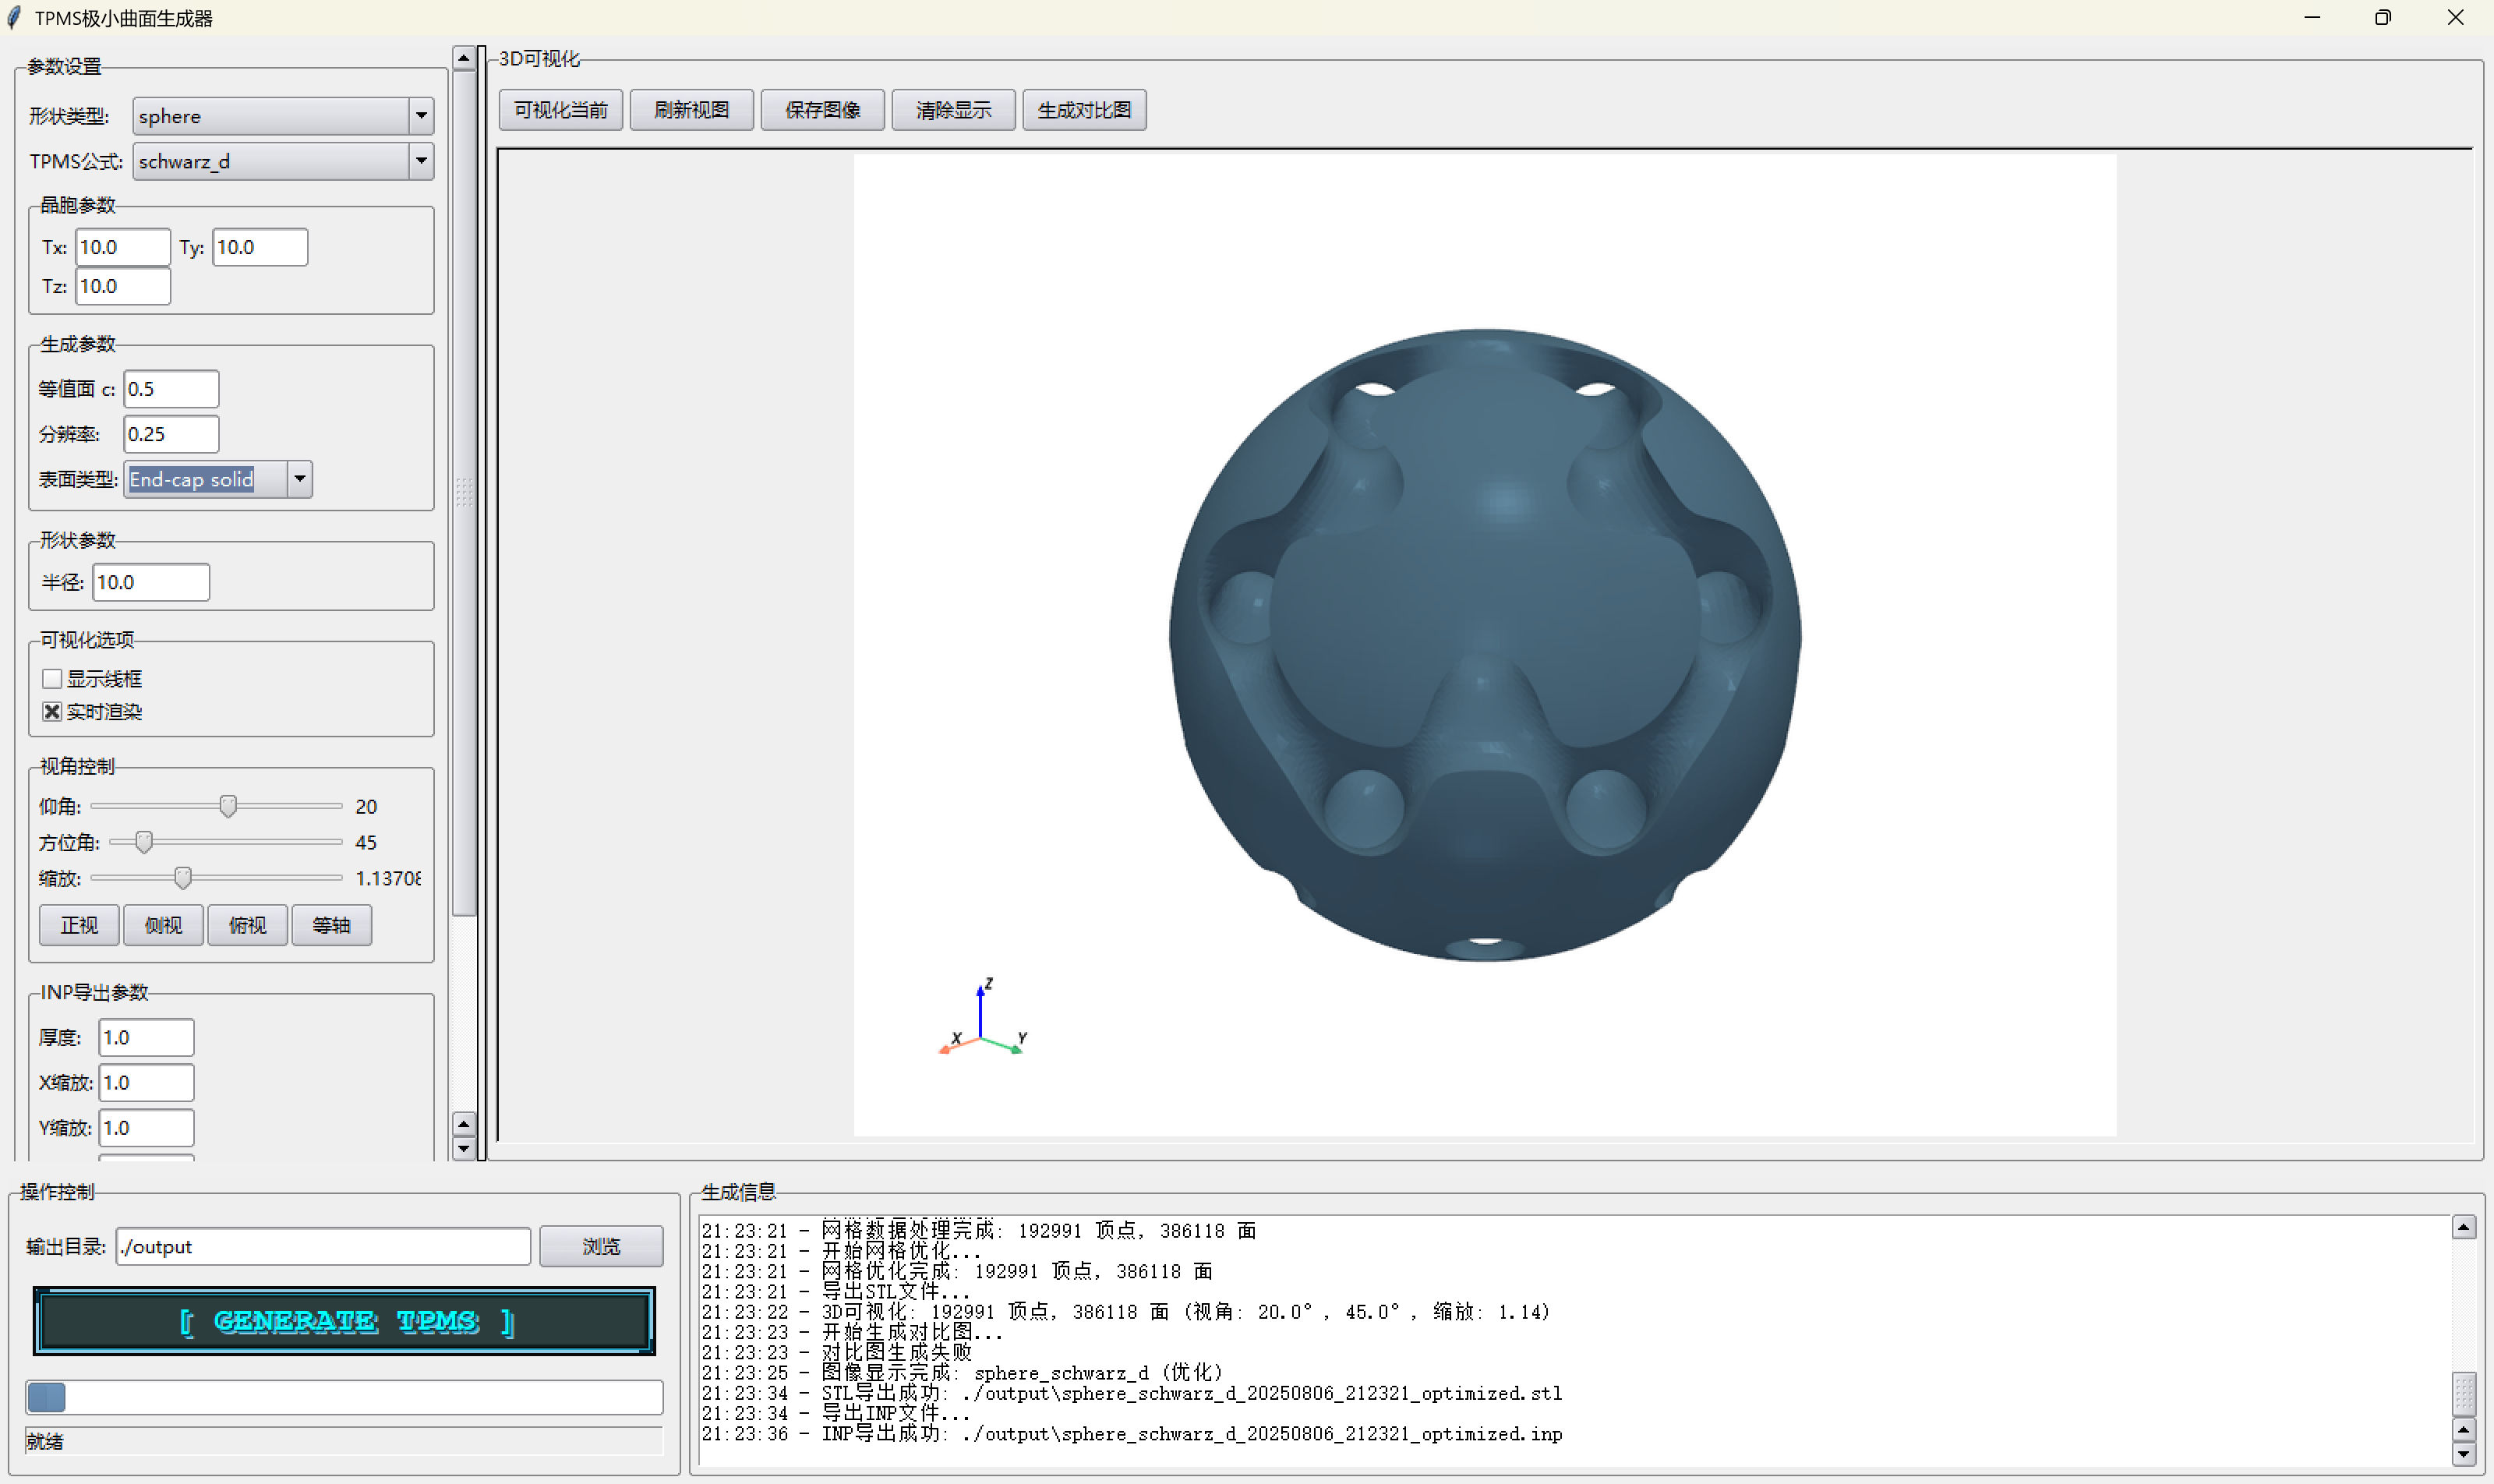 TPMS极小曲面生成器
参数设置
形状类型: sphere
TPMS公式: schwarz_d
晶胞参数
Tx: 10.0 Ty: 10.0
Tz: 10.0
生成参数
等值面 c: 0.5
分辨率: 0.25
表面类型: End-cap solid
形状参数
半径: 10.0
可视化选项
显示线框
实时渲染
视角控制
仰角: 20
方位角: 45
缩放: 1.13708
正视 侧视 俯视 等轴
INP导出参数
厚度: 1.0
X缩放: 1.0
Y缩放: 1.0
3D可视化
可视化当前 刷新视图 保存图像 清除显示 生成对比图
Z
X Y
操作控制
输出目录: ./output 浏览
[ GENERATE TPMS ]
就绪
生成信息
21:23:21 - 网格数据处理完成: 192991 顶点, 386118 面
21:23:21 - 开始网格优化...
21:23:21 - 网格优化完成: 192991 顶点, 386118 面
21:23:21 - 导出STL文件...
21:23:22 - 3D可视化: 192991 顶点, 386118 面 (视角: 20.0°, 45.0°, 缩放: 1.14)
21:23:23 - 开始生成对比图...
21:23:23 - 对比图生成失败
21:23:25 - 图像显示完成: sphere_schwarz_d (优化)
21:23:34 - STL导出成功: ./output\sphere_schwarz_d_20250806_212321_optimized.stl
21:23:34 - 导出INP文件...
21:23:36 - INP导出成功: ./output\sphere_schwarz_d_20250806_212321_optimized.inp